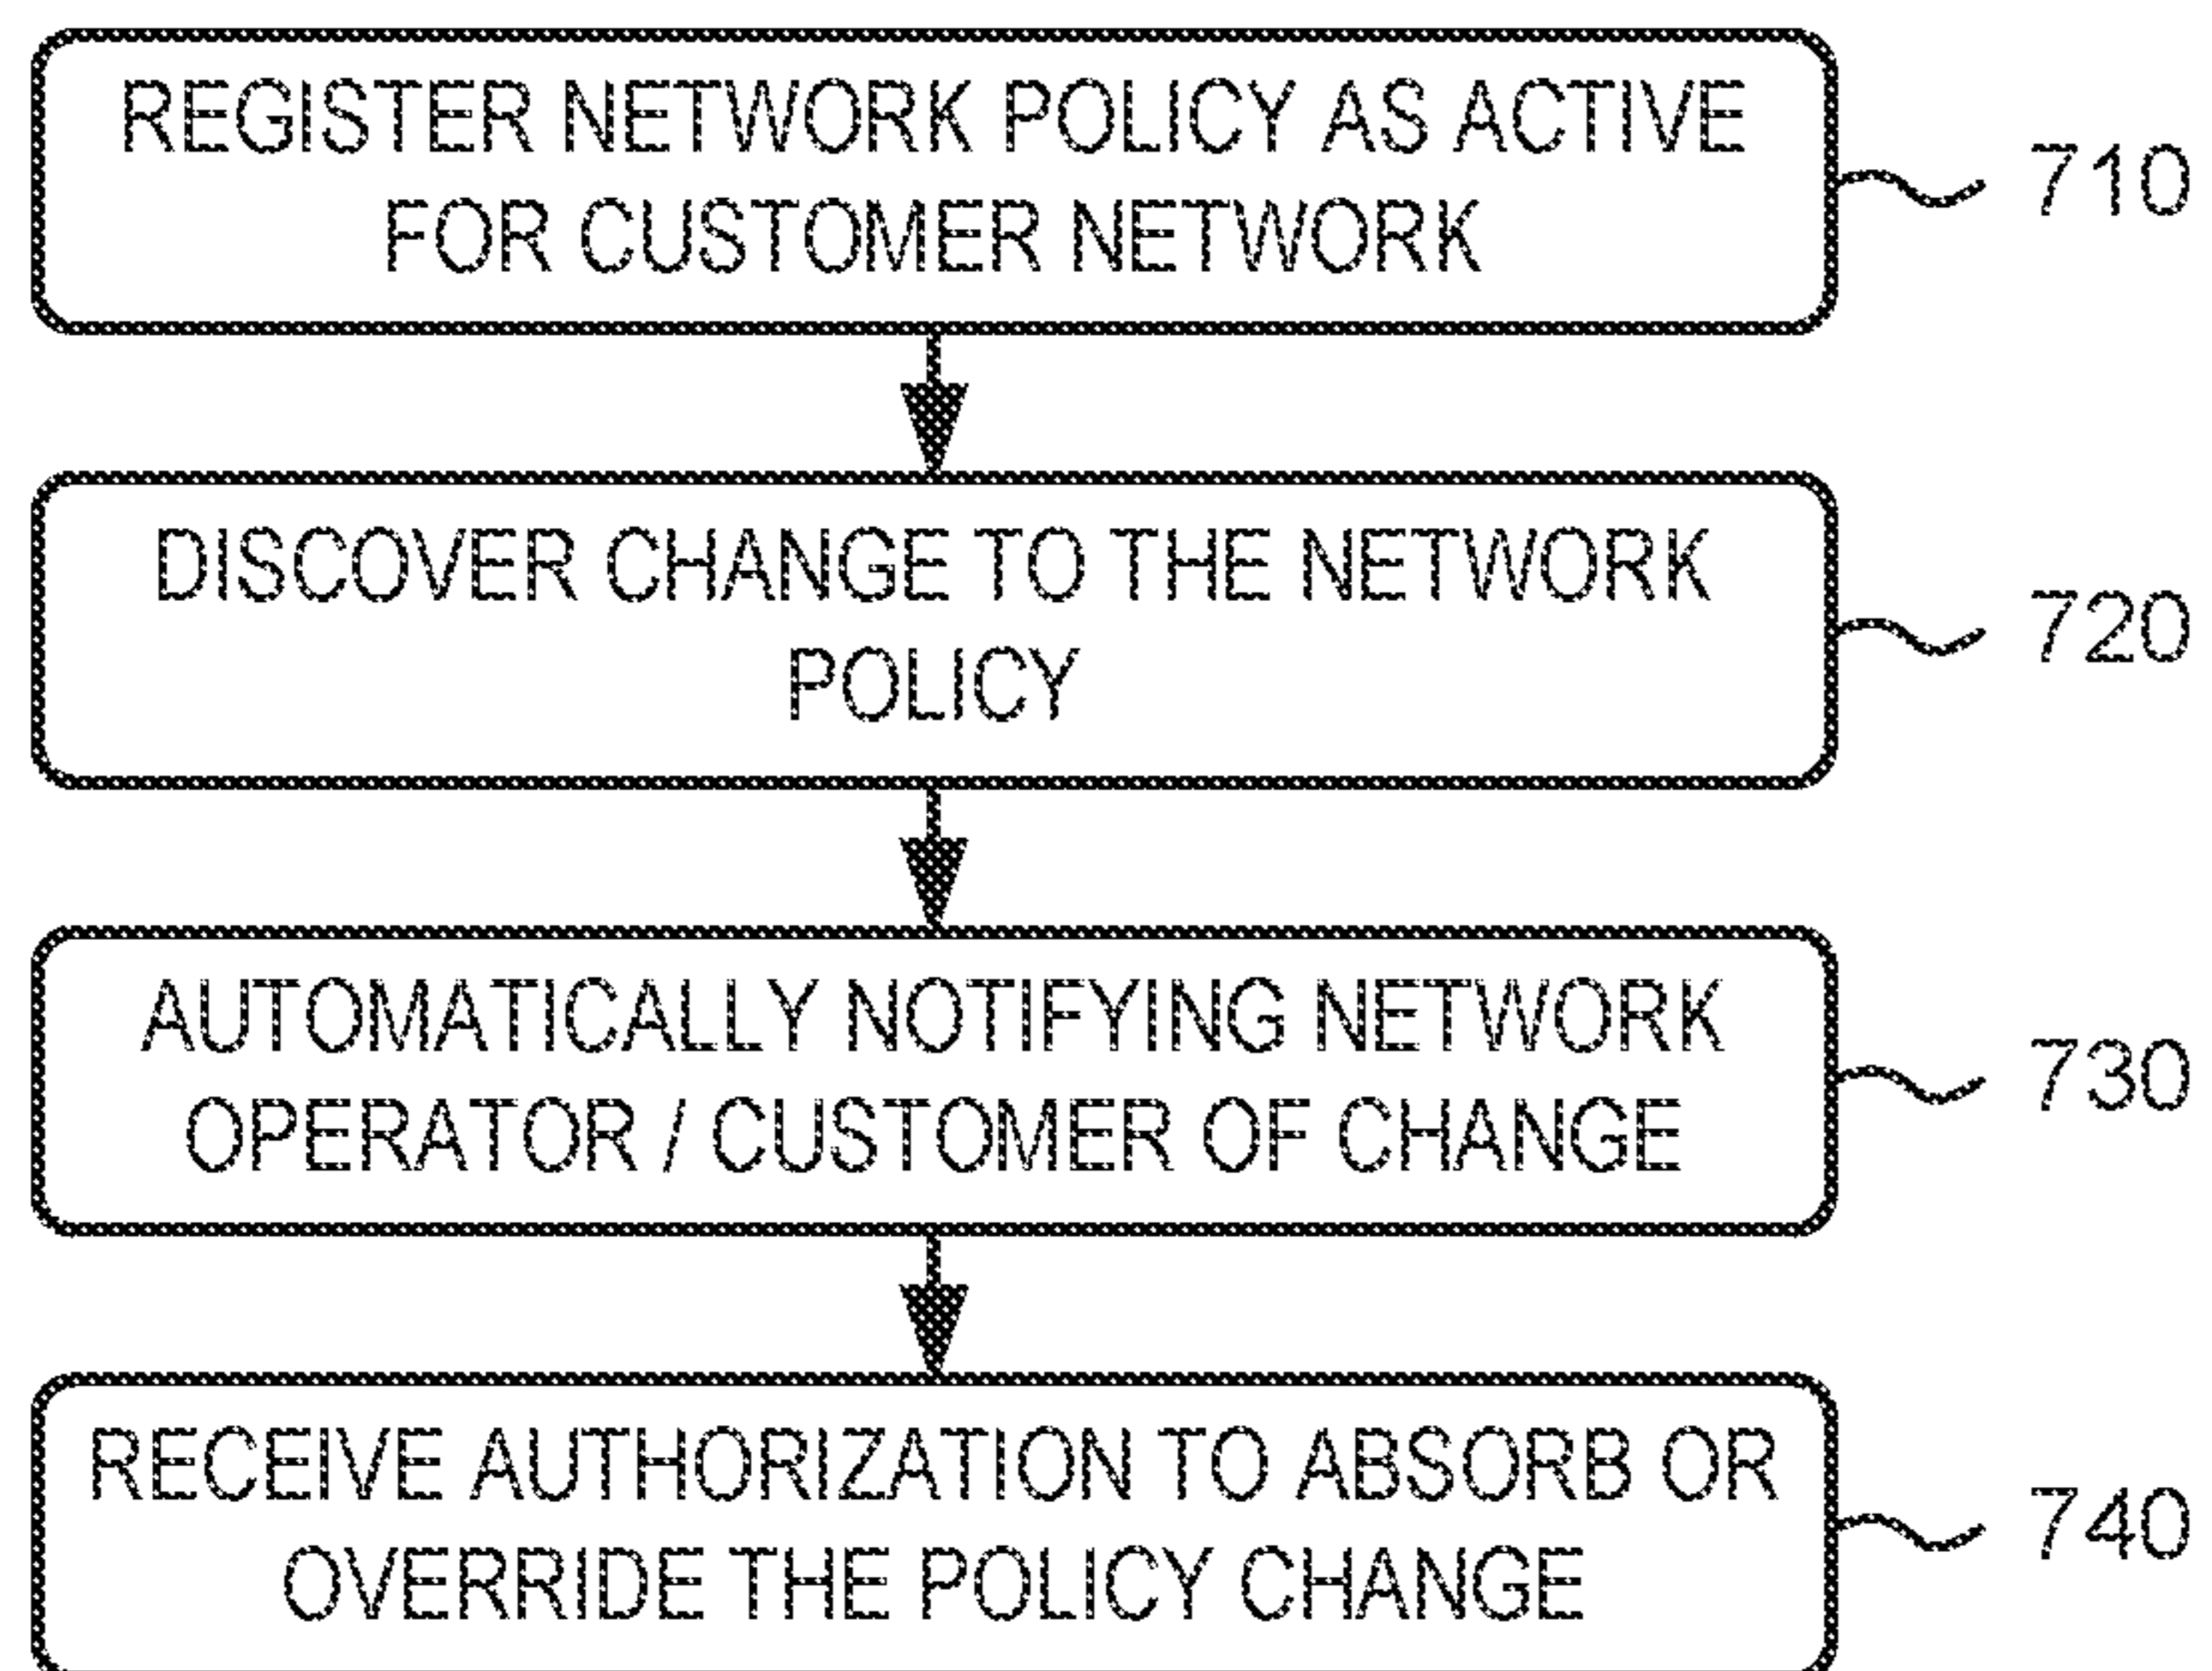 REGISTER NETWORK POLICY AS ACTIVE
FOR CUSTOMER NETWORK
710
DISCOVER CHANGE TO THE NETWORK
POLICY
720
AUTOMATICALLY NOTIFYING NETWORK
OPERATOR / CUSTOMER OF CHANGE
730
RECEIVE AUTHORIZATION TO ABSORB OR
OVERRIDE THE POLICY CHANGE
740